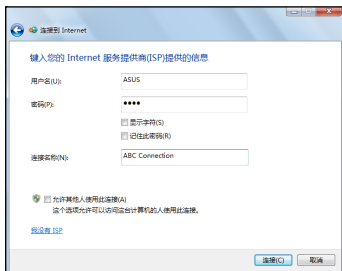 连接到 Internet
键入您的 Internet 服务提供商(ISP)提供的信息
用户名(U):
ASUS
密码(P):
••••
显示字符(S)
记住此密码(R)
连接名称(N):
ABC Connection
允许其他人使用此连接(A)
这个选项允许可以访问这台计算机的人使用此连接。
我没有 ISP
连接(C)
取消